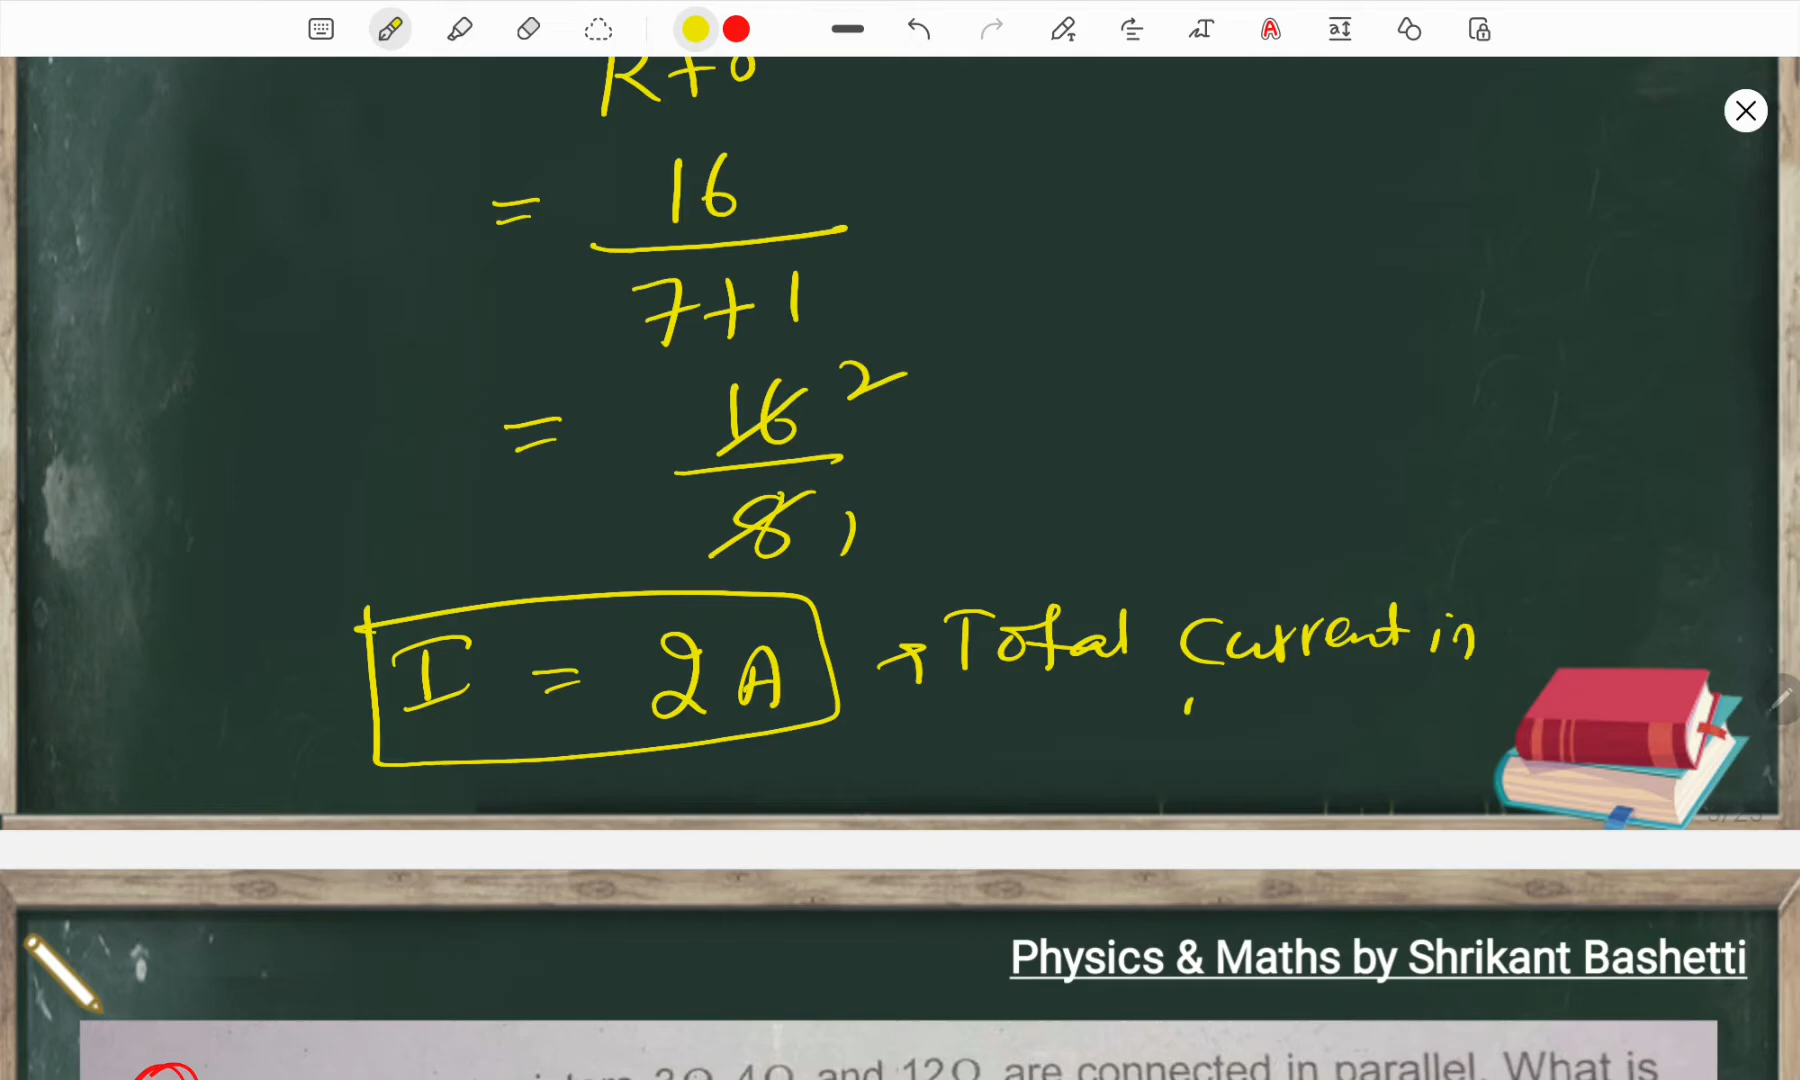 = 16
7+1
= 16 2
8 1
I = 2A → Total Current in
Physics & Maths by Shrikant Bashetti
4Ω and 12Ω are connected in parallel. What is